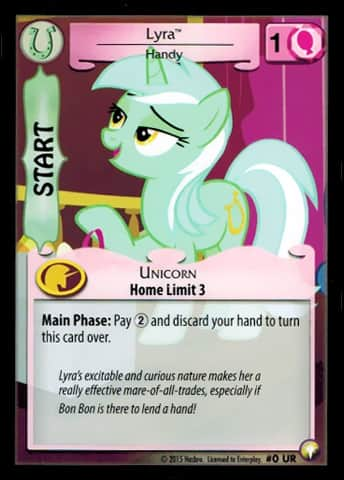 Lyra™
Handy
1
START
UNICORN
Home Limit 3
Main Phase: Pay ② and discard your hand to turn
this card over.
Lyra's excitable and curious nature makes her a
really effective mare-of-all-trades, especially if
Bon Bon is there to lend a hand!
© 2015 Hasbro. Licensed to Enterplay. #0 UR